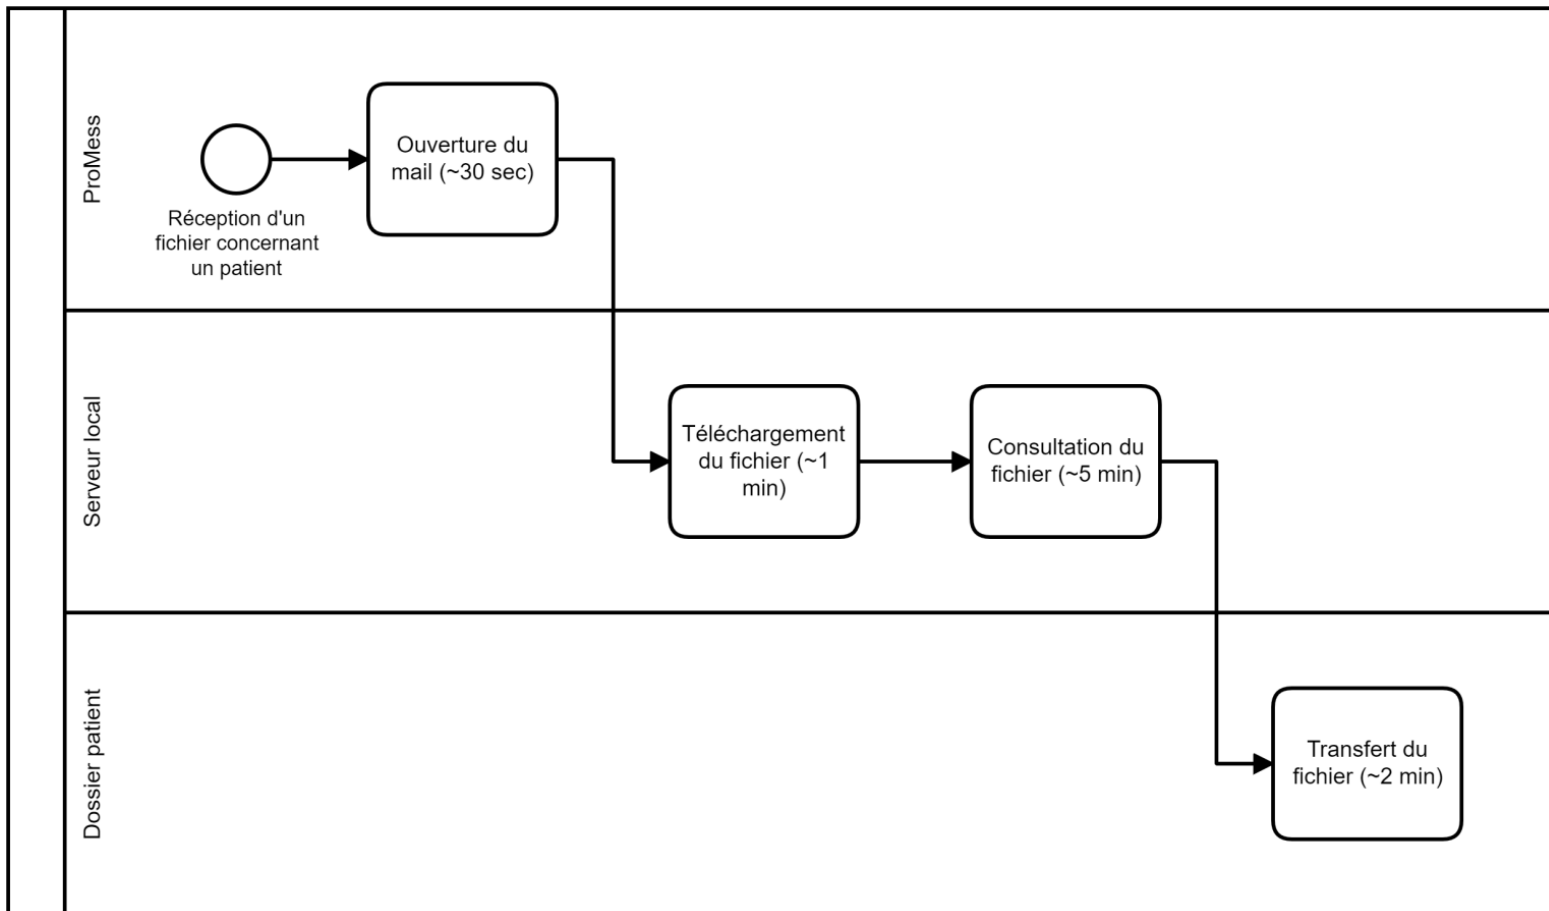 ProMess
Réception d'un
fichier concernant
un patient
Ouverture du
mail (~30 sec)
Serveur local
Téléchargement
du fichier (~1
min)
Consultation du
fichier (~5 min)
Dossier patient
Transfert du
fichier (~2 min)